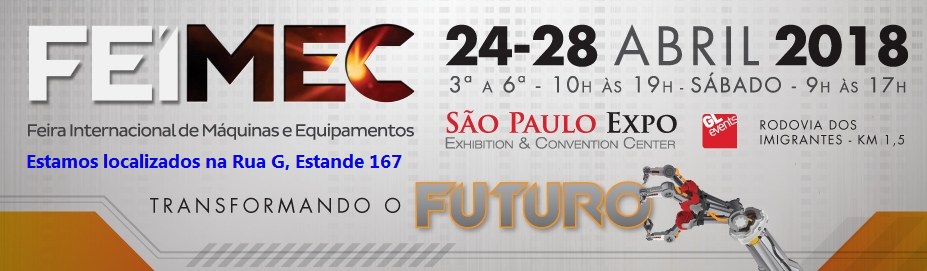 FEIMEC
Feira Internacional de Máquinas e Equipamentos
Estamos localizados na Rua G, Estande 167
24-28 ABRIL 2018
3ª A 6ª - 10H ÀS 19H - SÁBADO - 9H ÀS 17H
SÃO PAULO EXPO
EXHIBITION & CONVENTION CENTER
GL events
RODOVIA DOS
IMIGRANTES - KM 1,5
TRANSFORMANDO O FUTURO